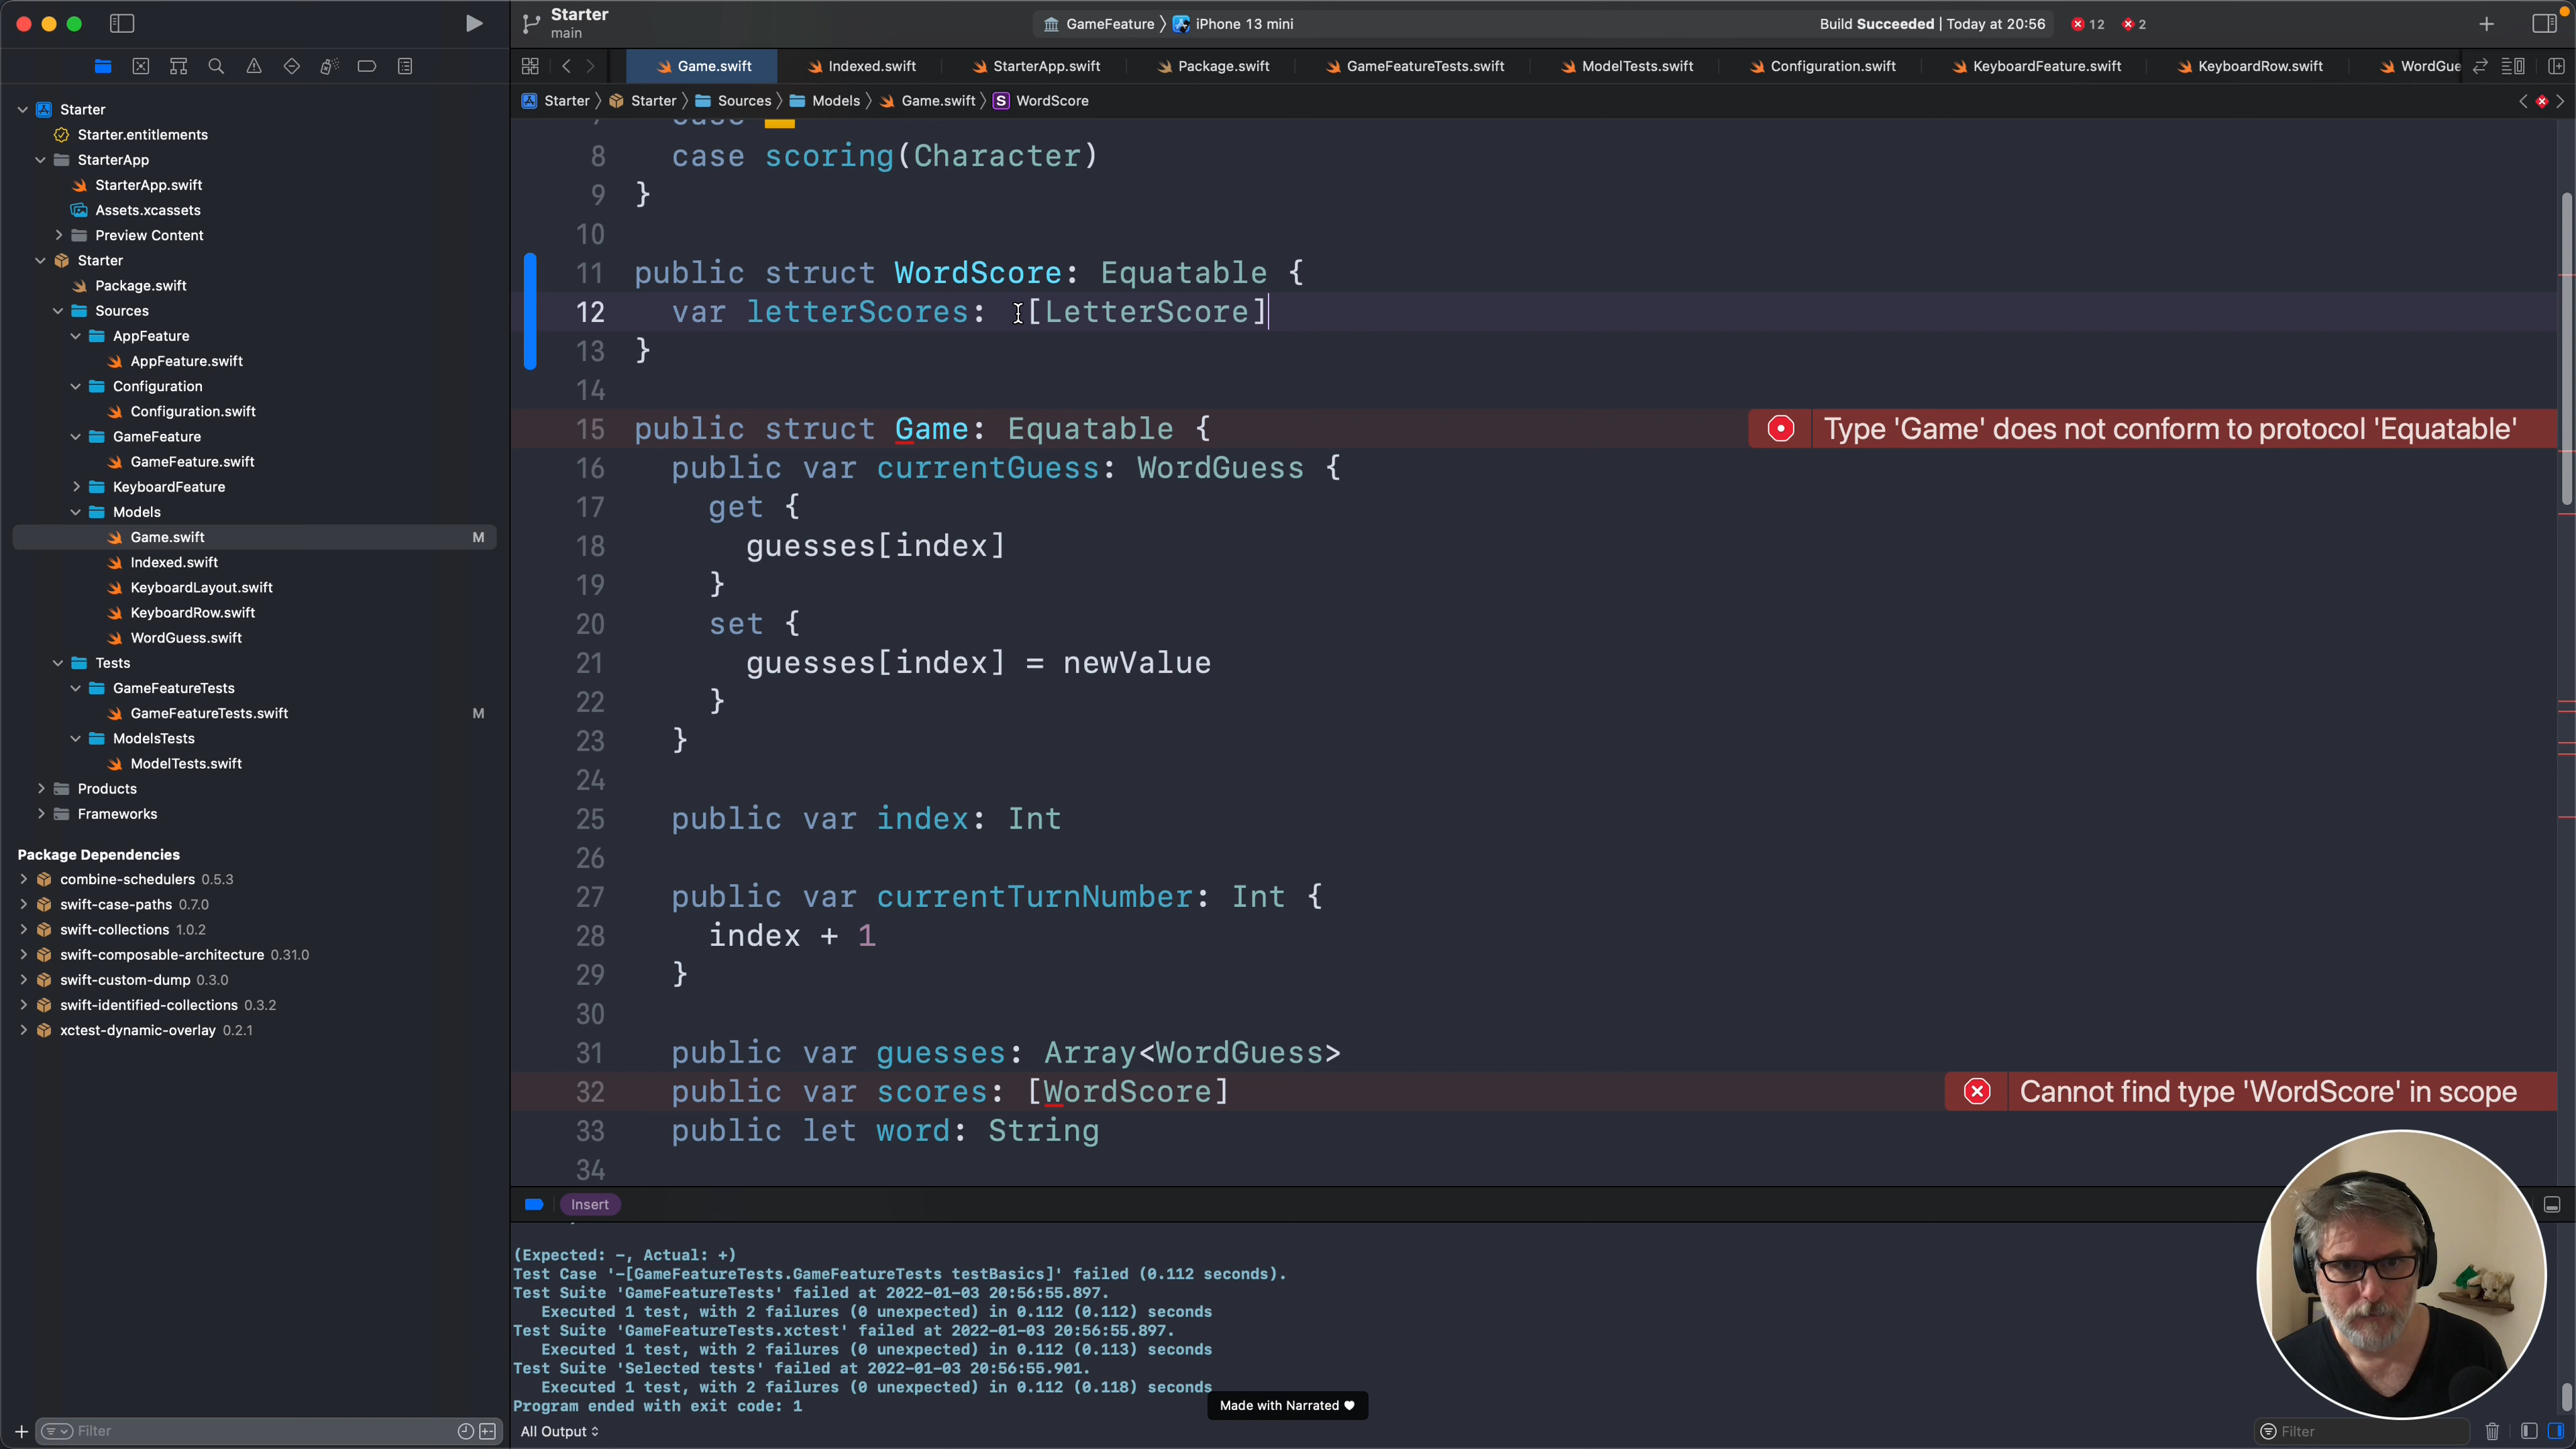 Starter
main
GameFeature
iPhone 13 mini
Build Succeeded | Today at 20:56
12
2
Game.swift
Indexed.swift
StarterApp.swift
Package.swift
GameFeatureTests.swift
ModelTests.swift
Configuration.swift
KeyboardFeature.swift
KeyboardRow.swift
WordGue
Starter
Starter
Sources
Models
Game.swift
S
WordScore
Starter
Starter.entitlements
StarterApp
StarterApp.swift
Assets.xcassets
Preview Content
Starter
Package.swift
Sources
AppFeature
AppFeature.swift
Configuration
Configuration.swift
GameFeature
GameFeature.swift
KeyboardFeature
Models
Game.swift M
Indexed.swift
KeyboardLayout.swift
KeyboardRow.swift
WordGuess.swift
Tests
GameFeatureTests
GameFeatureTests.swift M
ModelsTests
ModelTests.swift
Products
Frameworks
Package Dependencies
combine-schedulers 0.5.3
swift-case-paths 0.7.0
swift-collections 1.0.2
swift-composable-architecture 0.31.0
swift-custom-dump 0.3.0
swift-identified-collections 0.3.2
xctest-dynamic-overlay 0.2.1
Filter
7 case
8 case scoring(Character)
9 }
10
11 public struct WordScore: Equatable {
12 var letterScores: [LetterScore]
13 }
14
15 public struct Game: Equatable {
Type 'Game' does not conform to protocol 'Equatable'
16 public var currentGuess: WordGuess {
17 get {
18 guesses[index]
19 }
20 set {
21 guesses[index] = newValue
22 }
23 }
24
25 public var index: Int
26
27 public var currentTurnNumber: Int {
28 index + 1
29 }
30
31 public var guesses: Array<WordGuess>
32 public var scores: [WordScore]
Cannot find type 'WordScore' in scope
33 public let word: String
34
Insert
(Expected: −, Actual: +)
Test Case '-[GameFeatureTests.GameFeatureTests testBasics]' failed (0.112 seconds).
Test Suite 'GameFeatureTests' failed at 2022-01-03 20:56:55.897.
Executed 1 test, with 2 failures (0 unexpected) in 0.112 (0.112) seconds
Test Suite 'GameFeatureTests.xctest' failed at 2022-01-03 20:56:55.897.
Executed 1 test, with 2 failures (0 unexpected) in 0.112 (0.113) seconds
Test Suite 'Selected tests' failed at 2022-01-03 20:56:55.901.
Executed 1 test, with 2 failures (0 unexpected) in 0.112 (0.118) seconds
Program ended with exit code: 1
Made with Narrated
All Output
Filter